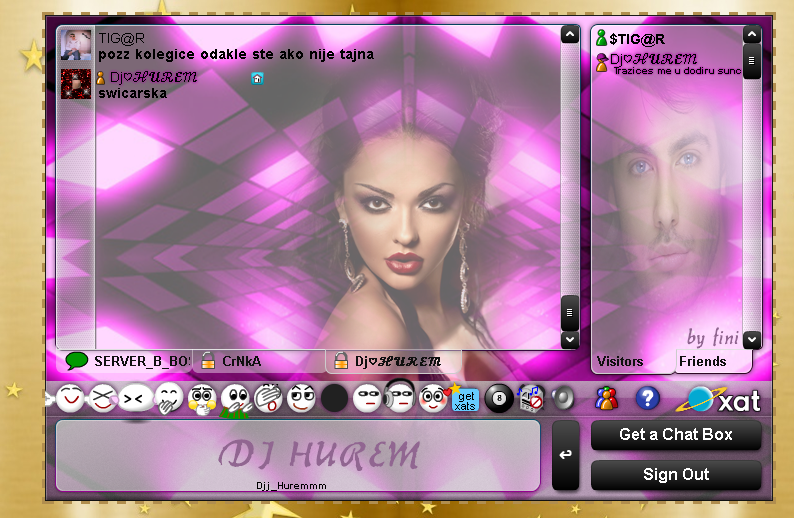 TIG@R
pozz kolegice odakle ste ako nije tajna
Dj♡𝓗𝓤𝓡𝓔𝓜
swicarska
$TIG@R
Dj♡𝓗𝓤𝓡𝓔𝓜
Trazices me u dodiru sunc
by fini
SERVER_B_BO
CrNkA
Dj♡𝓗𝓤𝓡𝓔𝓜
Visitors
Friends
get
xats
8
?
xat
DJ HUREM
Djj_Huremmm
Get a Chat Box
Sign Out